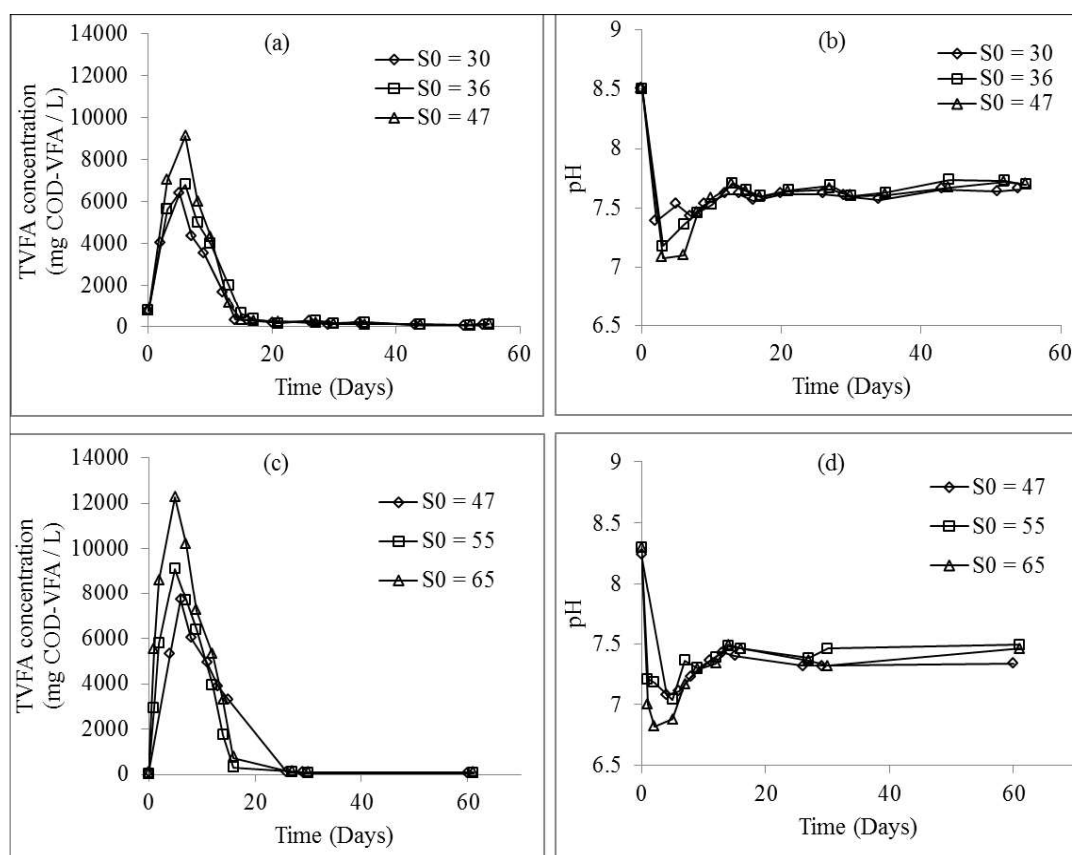 (a)
S0 = 30
S0 = 36
S0 = 47
TVFA concentration
(mg COD-VFA / L)
14000
12000
10000
8000
6000
4000
2000
0
0 20 40 60
Time (Days)
(b)
S0 = 30
S0 = 36
S0 = 47
pH
9
8.5
8
7.5
7
6.5
0 20 40 60
Time (Days)
(c)
S0 = 47
S0 = 55
S0 = 65
TVFA concentration
(mg COD-VFA / L)
14000
12000
10000
8000
6000
4000
2000
0
0 20 40 60
Time (Days)
(d)
S0 = 47
S0 = 55
S0 = 65
pH
9
8.5
8
7.5
7
6.5
0 20 40 60
Time (Days)